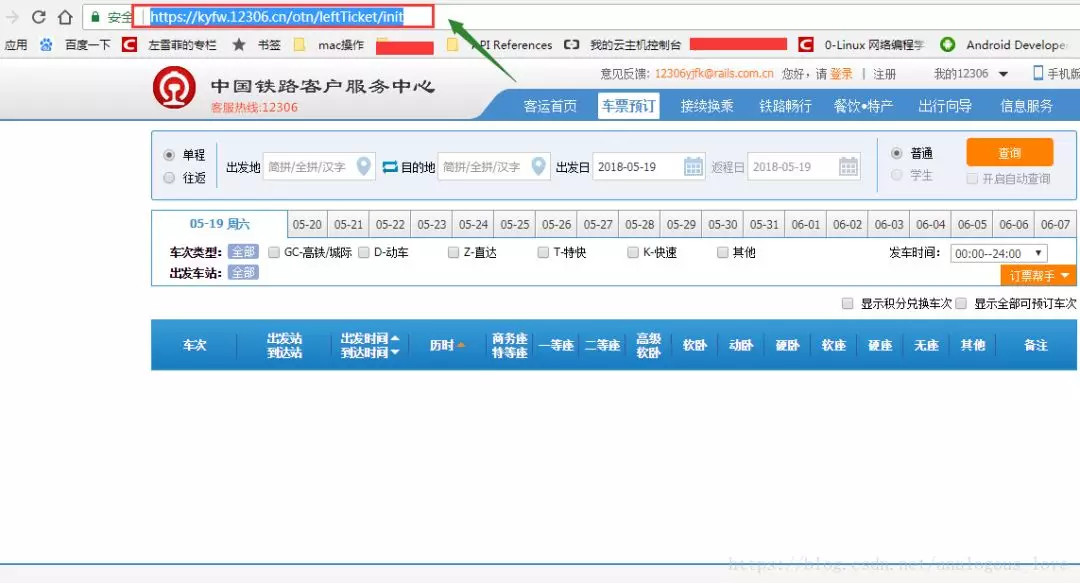 安全 | https://kyfw.12306.cn/otn/leftTicket/init
应用 百度一下 左雪菲的专栏 书签 mac操作 API References 我的云主机控制台 0-Linux 网络编程学 Android Develope
中国铁路客户服务中心
客服热线:12306
意见反馈: 12306yjfk@rails.com.cn 您好，请 登录 | 注册 我的12306 手机版
客运首页 车票预订 接续换乘 铁路畅行 餐饮•特产 出行向导 信息服务
单程
往返
出发地 简拼/全拼/汉字 目的地 简拼/全拼/汉字 出发日 2018-05-19 返程日 2018-05-19
普通
学生
查询
开启自动查询
05-19 周六 05-20 05-21 05-22 05-23 05-24 05-25 05-26 05-27 05-28 05-29 05-30 05-31 06-01 06-02 06-03 06-04 06-05 06-06 06-07
车次类型: 全部 GC-高铁/城际 D-动车 Z-直达 T-特快 K-快速 其他 发车时间: 00:00--24:00
出发车站: 全部
订票帮手
显示积分兑换车次 显示全部可预订车次
车次 出发站 到达站 出发时间 到达时间 历时 商务座 特等座 一等座 二等座 高级软卧 软卧 动卧 硬卧 软座 硬座 无座 其他 备注
https://blog.csdn.net/analogous_love